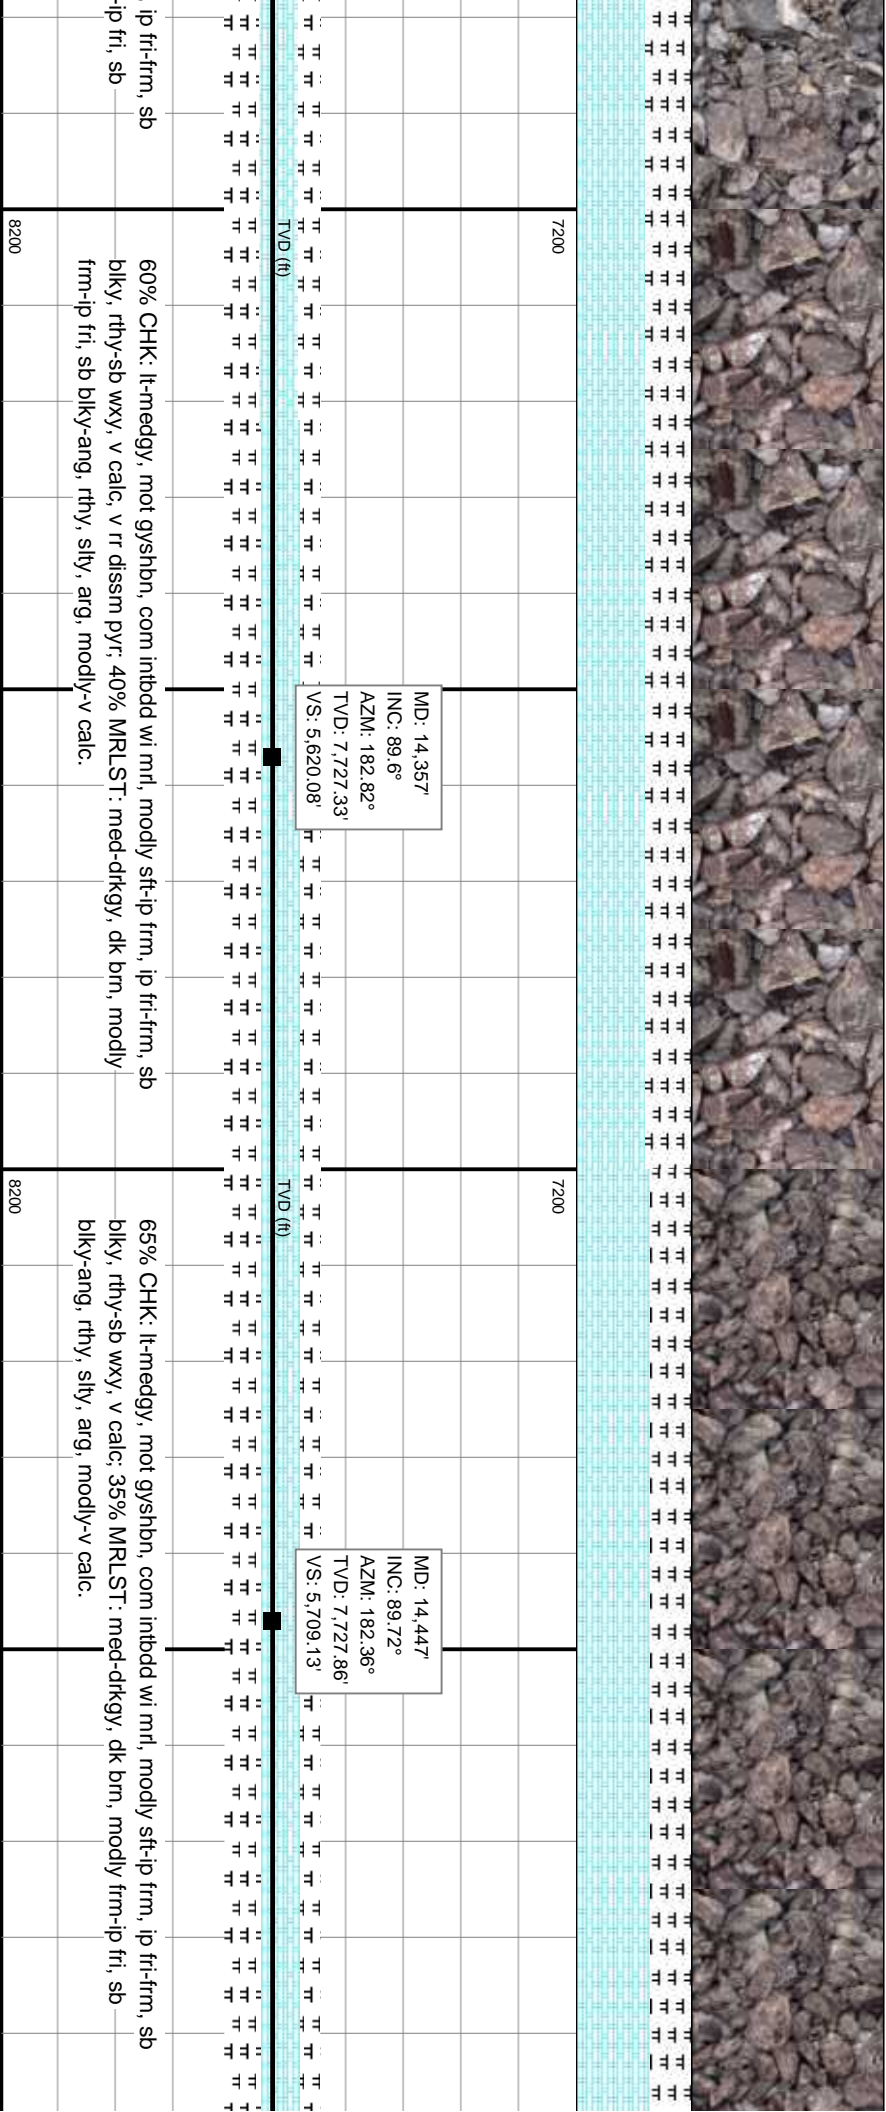 , ip fri-frm, sb
-ip fri, sb
7200
TVD (ft)
8200
60% CHK: lt-medgy, mot gyshbn, com intbdd wi mrl, modly sft-ip frm, ip fri-frm, sb
blky, rthy-sb wxy, v calc, v rr dissm pyr; 40% MRLST: med-drkgy, dk brn, modly
frm-ip fri, sb blky-ang, rthy, slty, arg, modly-v calc.
MD: 14,357'
INC: 89.6°
AZM: 182.82°
TVD: 7,727.33'
VS: 5,620.08'
7200
TVD (ft)
8200
65% CHK: lt-medgy, mot gyshbn, com intbdd wi mrl, modly sft-ip frm, ip fri-frm, sb
blky, rthy-sb wxy, v calc; 35% MRLST: med-drkgy, dk brn, modly frm-ip fri, sb
blky-ang, rthy, slty, arg, modly-v calc.
MD: 14,447'
INC: 89.72°
AZM: 182.36°
TVD: 7,727.86'
VS: 5,709.13'